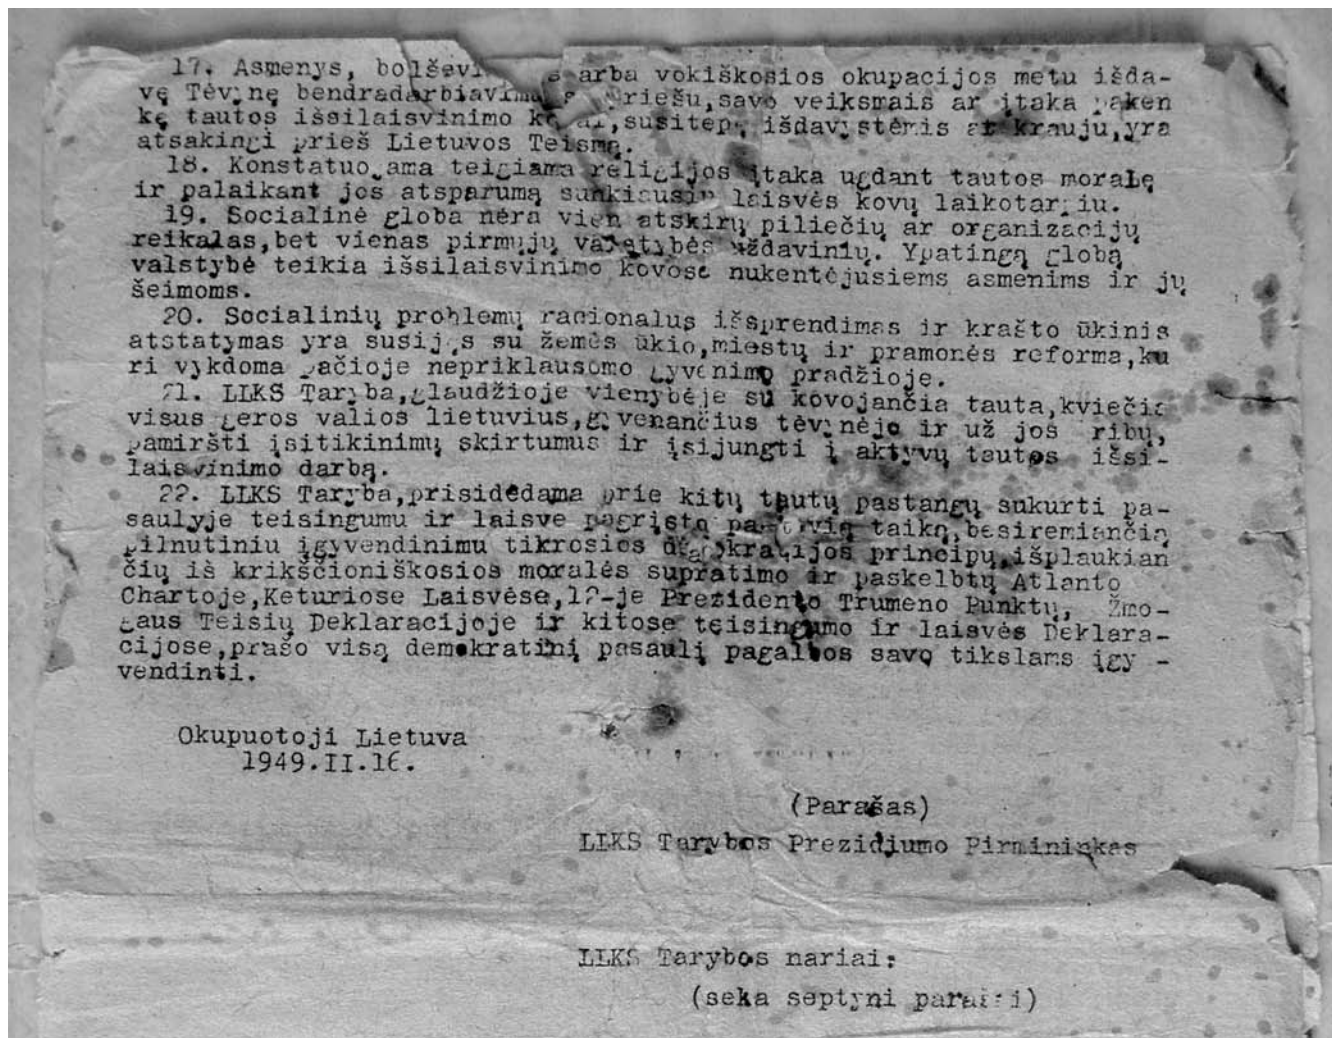 17. Asmenys, arba vokiškosios okupacijos metu išda-
vę Tėvynę bendradarbiavimu su priešu,savo veiksmais ar įtaka paken
kę tautos išsilaisvinimo kovai,susitepę išdavystėmis ar krauju,yra
atsakingi prieš Lietuvos Teismą.
18. Konstatuojama teigiama religijos įtaka ugdant tautos moralę
ir palaikant jos atsparumą sunkiausiu laisvės kovų laikotarpiu.
19. Socialinė globa nėra vien atskirų piliečių ar organizacijų
reikalas,bet vienas pirmųjų valstybės uždavinių. Ypatingą globą
valstybė teikia išsilaisvinimo kovose nukentėjusiems asmenims ir jų
šeimoms.
20. Socialinių problemų racionalus išsprendimas ir krašto ūkinis
atstatymas yra susijęs su žemės ūkio,miestų ir pramonės reforma,ku
ri vykdoma pačioje nepriklausomo gyvenimo pradžioje.
21. LLKS Taryba,glaudžioje vienybėje su kovojančia tauta,kviečia
visus geros valios lietuvius,gyvenančius tėvynėje ir už jos ribų,
pamiršti įsitikinimų skirtumus ir įsijungti į aktyvų tautos išsi-
laisvinimo darbą.
22. LLKS Taryba,prisidėdama prie kitų tautų pastangų sukurti pa-
saulyje teisingumu ir laisve pagrįstą pastovią taiką,besiremiančią
pilnutiniu įgyvendinimu tikrosios demokratijos principų,išplaukian
čių iš krikščioniškosios moralės supratimo ir paskelbtų Atlanto
Chartoje,Keturiose Laisvėse,12-je Prezidento Trumeno Punktų, Žmo-
gaus Teisių Deklaracijoje ir kitose teisingumo ir laisvės Deklara-
cijose,prašo visą demokratinį pasaulį pagalbos savo tikslams įgy -
vendinti.
Okupuotoji Lietuva
1949.II.16.
(Parašas)
LLKS Tarybos Prezidiumo Pirmininkas
LLKS Tarybos nariai:
(seka septyni parašai)